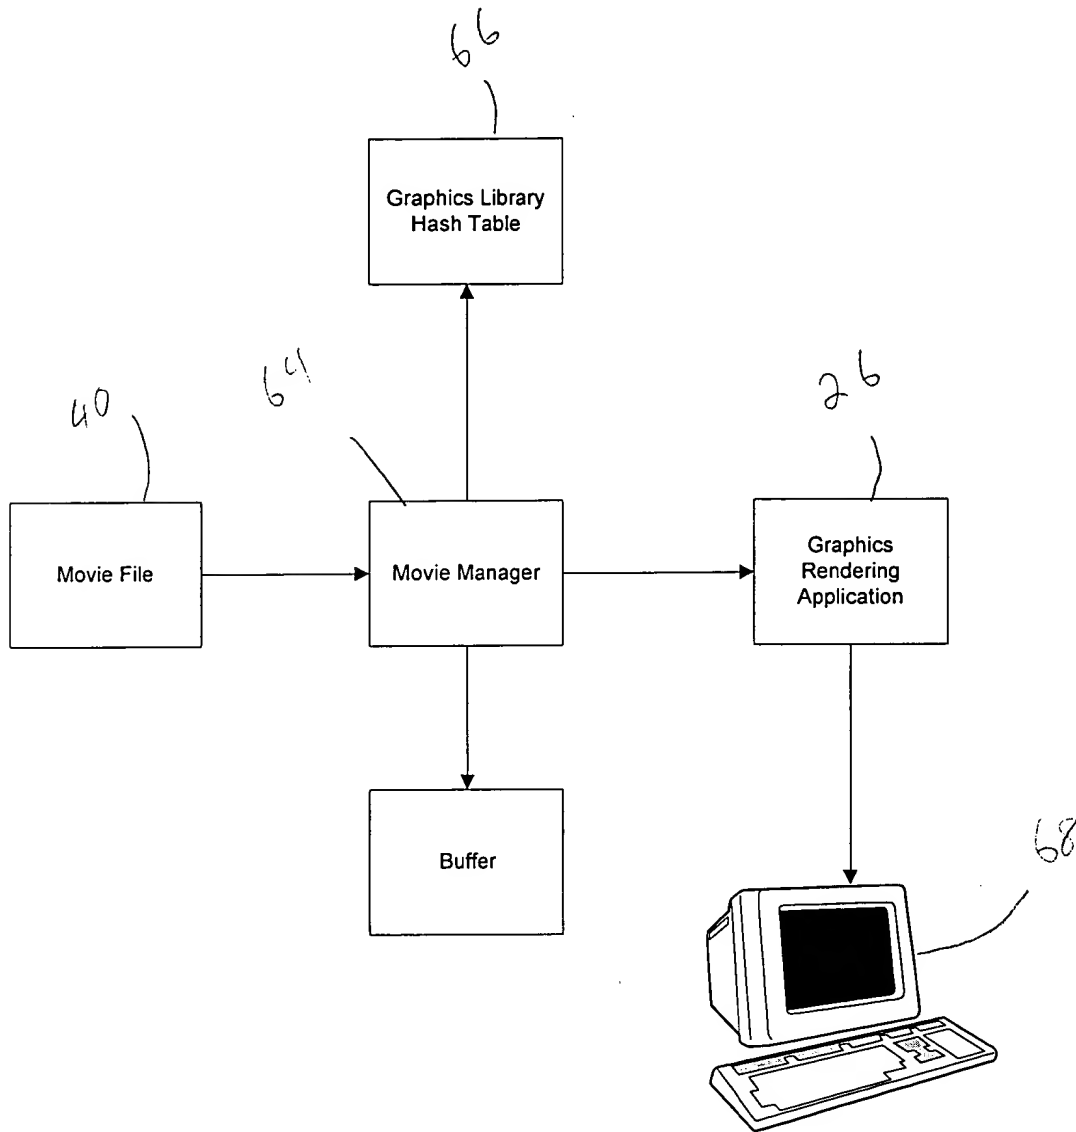 66
Graphics Library
Hash Table
40
64
26
Movie File
Movie Manager
Graphics
Rendering
Application
Buffer
68